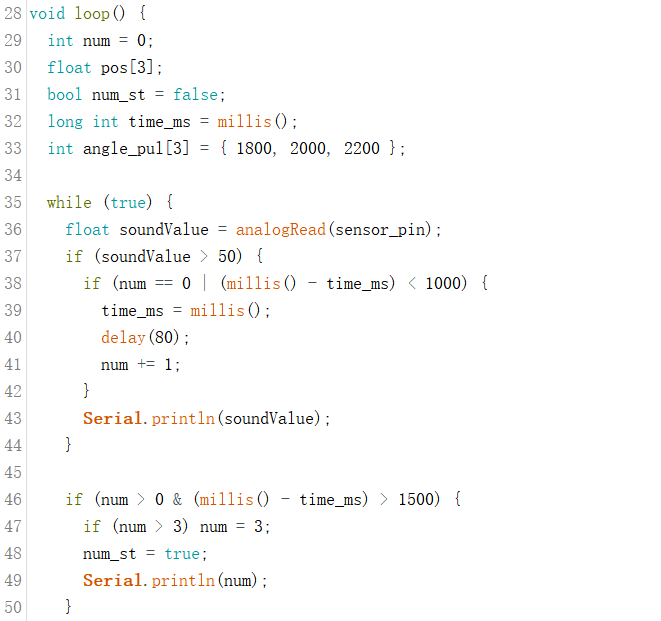 28 void loop() {
29   int num = 0;
30   float pos[3];
31   bool num_st = false;
32   long int time_ms = millis();
33   int angle_pul[3] = { 1800, 2000, 2200 };
34
35   while (true) {
36     float soundValue = analogRead(sensor_pin);
37     if (soundValue > 50) {
38       if (num == 0 | (millis() - time_ms) < 1000) {
39         time_ms = millis();
40         delay(80);
41         num += 1;
42       }
43       Serial.println(soundValue);
44     }
45
46     if (num > 0 & (millis() - time_ms) > 1500) {
47       if (num > 3) num = 3;
48       num_st = true;
49       Serial.println(num);
50     }